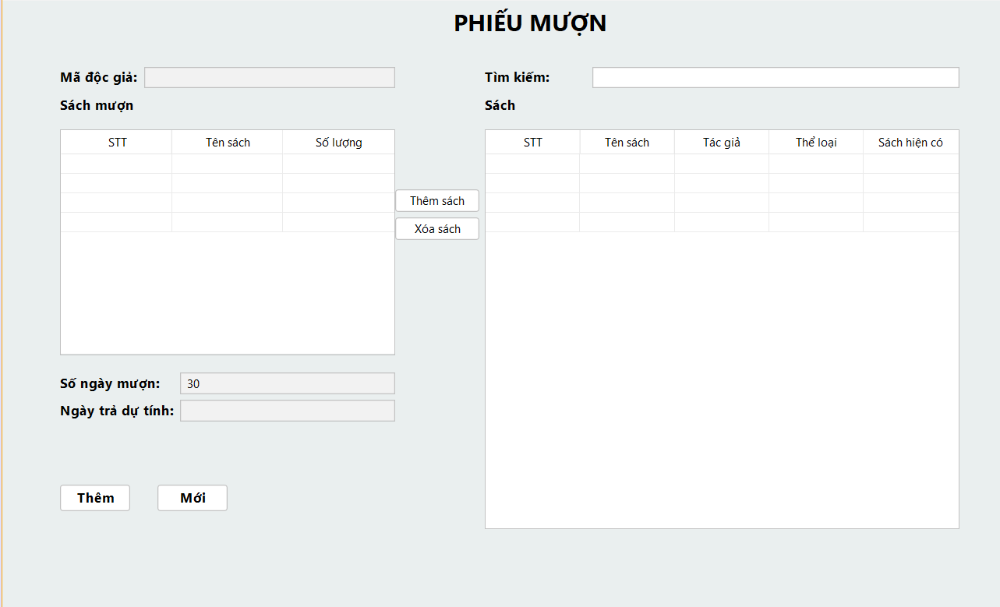 PHIẾU MƯỢN
Mã độc giả:
Tìm kiếm:
Sách mượn
Sách
STT Tên sách Số lượng
STT Tên sách Tác giả Thể loại Sách hiện có
Thêm sách
Xóa sách
Số ngày mượn: 30
Ngày trả dự tính:
Thêm Mới